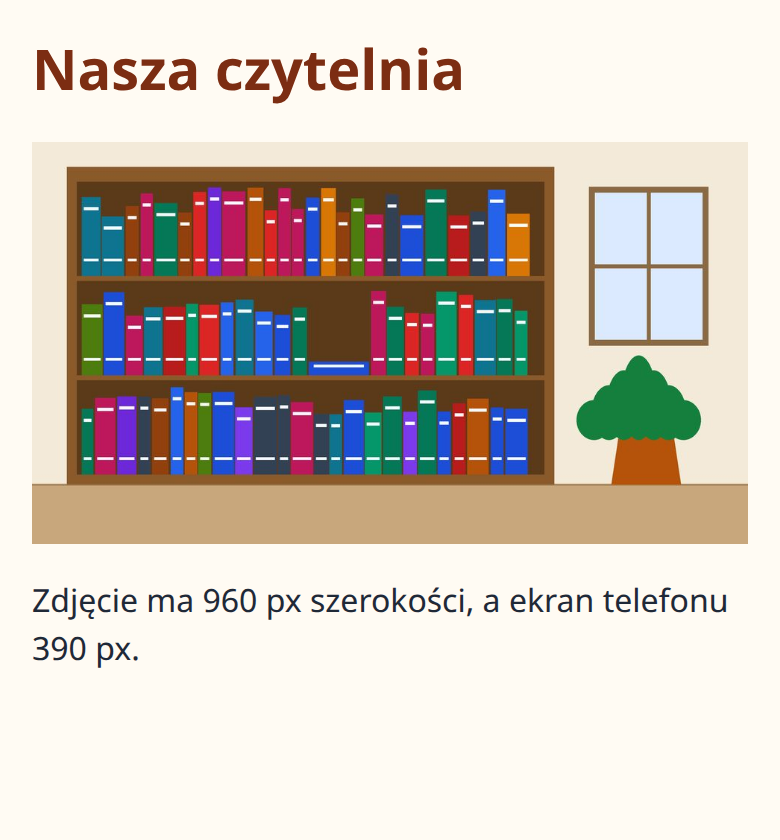 Nasza czytelnia
Zdjęcie ma 960 px szerokości, a ekran telefonu
390 px.